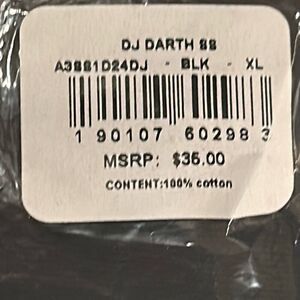 DJ DARTH SS
A3SS1D24DJ - BLK - XL
1 90107 60298 3
MSRP: $35.00
CONTENT:100% cotton